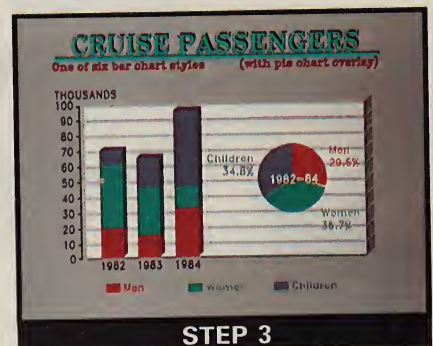 CRUISE PASSENGERS
One of six bar chart styles (with pie chart overlay)
THOUSANDS
100
90
80
70
60
50
40
30
20
10
0
1982 1983 1984
Children
34.8%
Men
29.5%
1982-84
Women
35.7%
Men Women Children
STEP 3